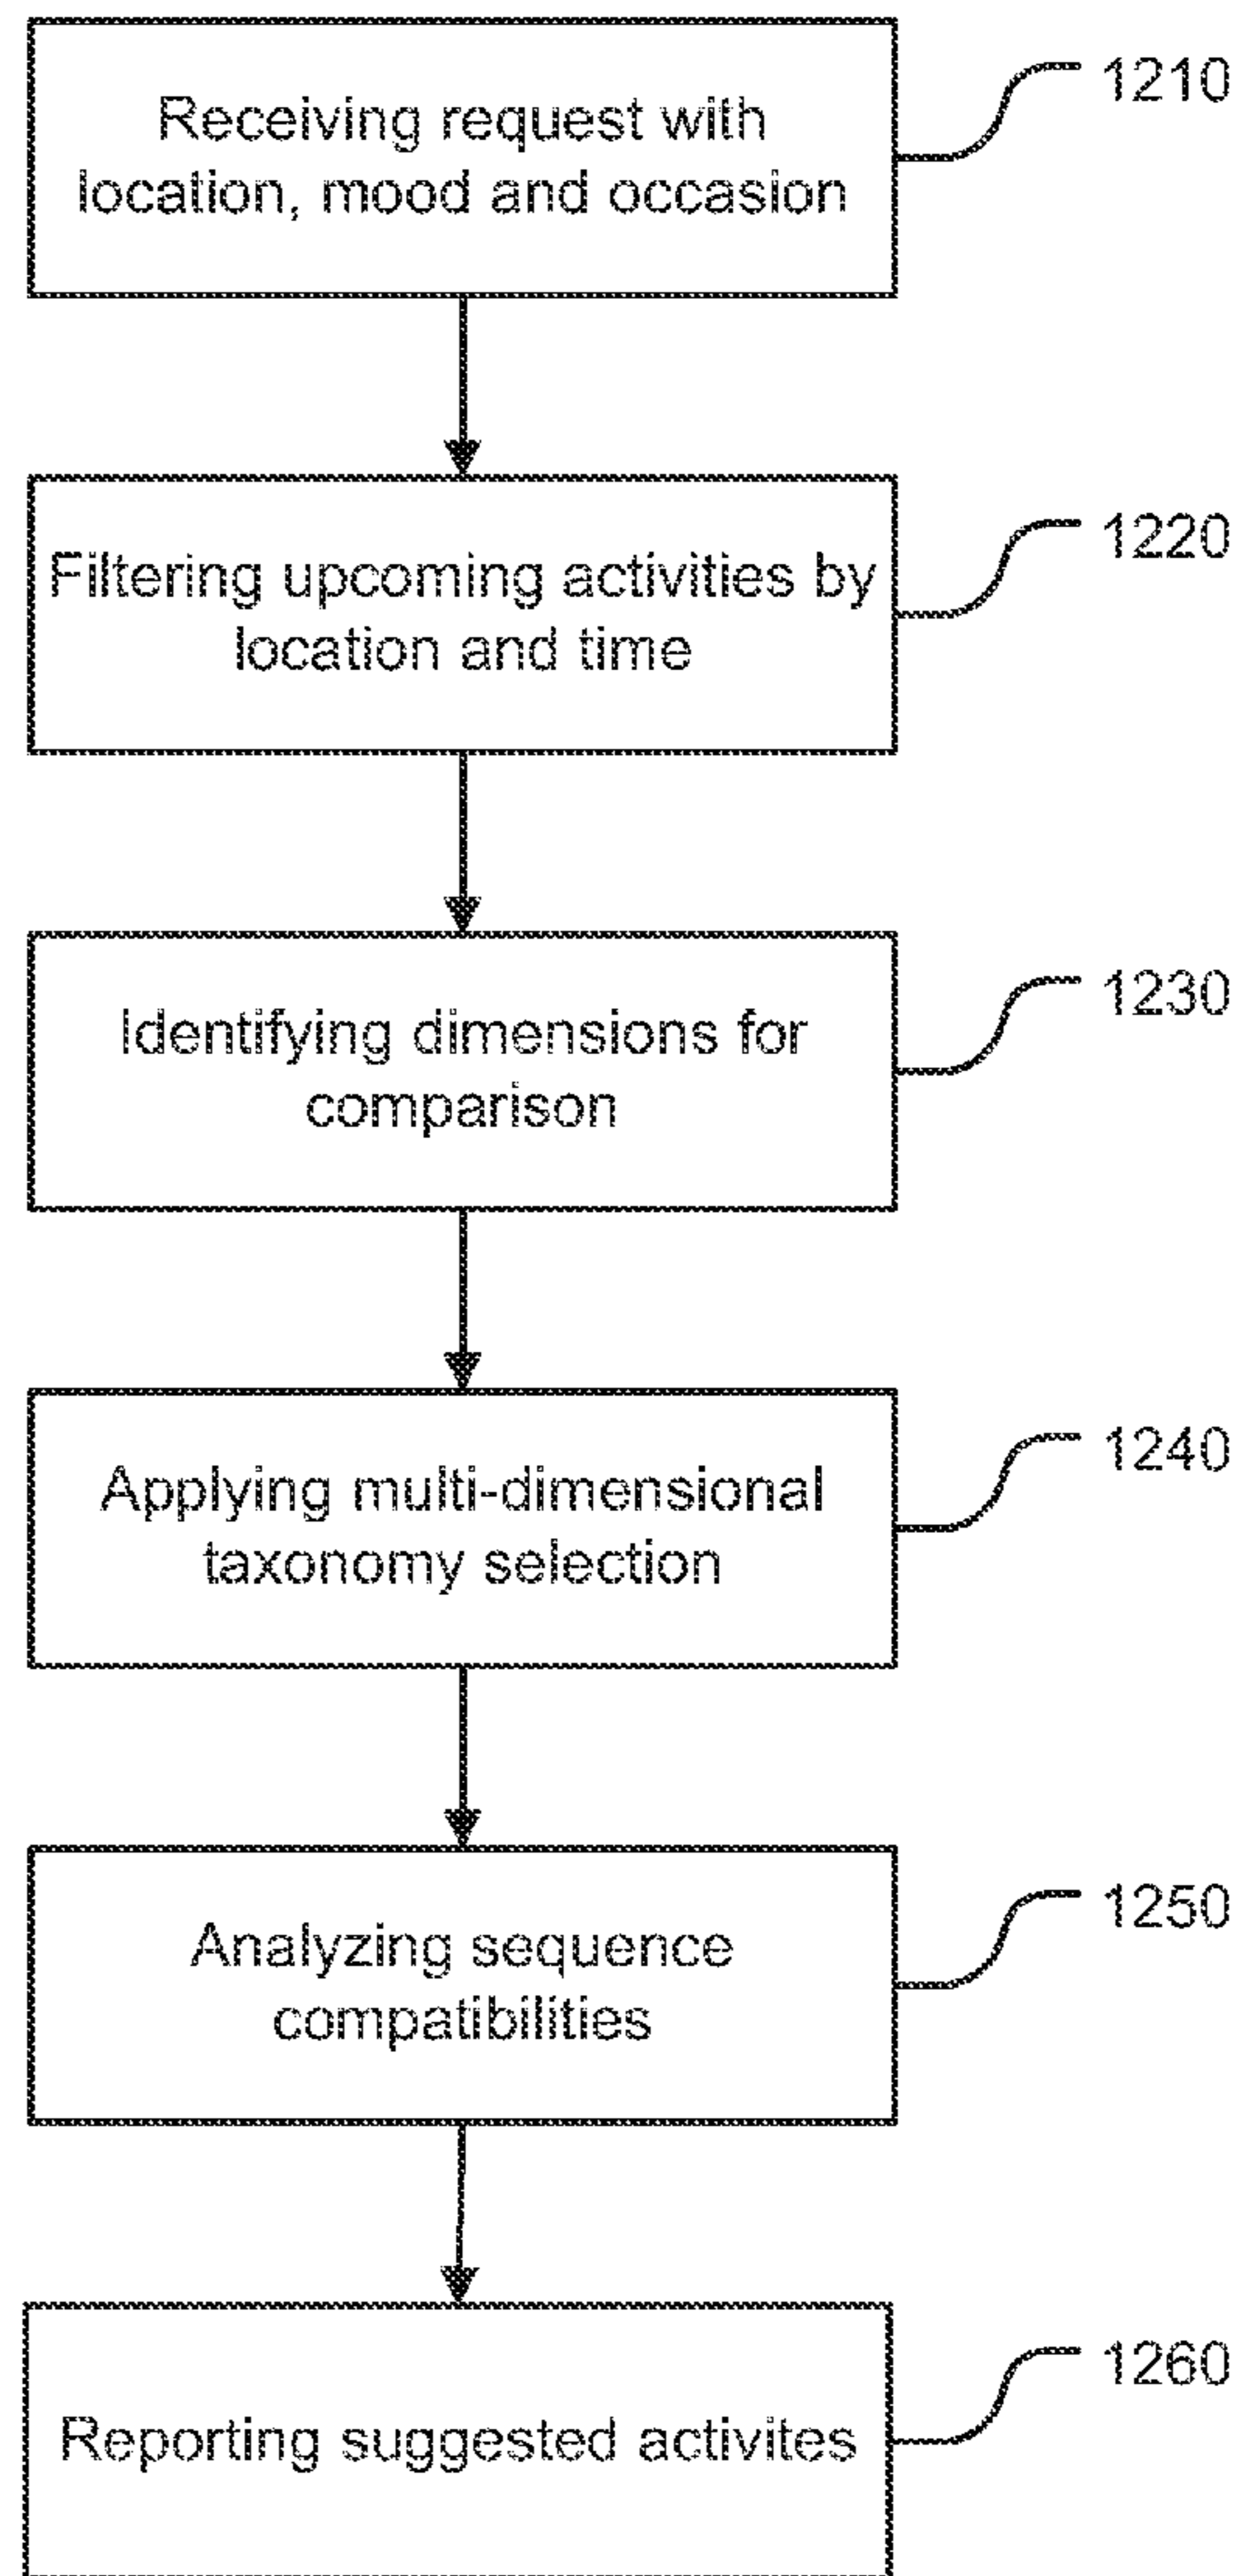 Receiving request with
location, mood and occasion
1210
Filtering upcoming activities by
location and time
1220
Identifying dimensions for
comparison
1230
Applying multi-dimensional
taxonomy selection
1240
Analyzing sequence
compatibilities
1250
Reporting suggested activites
1260